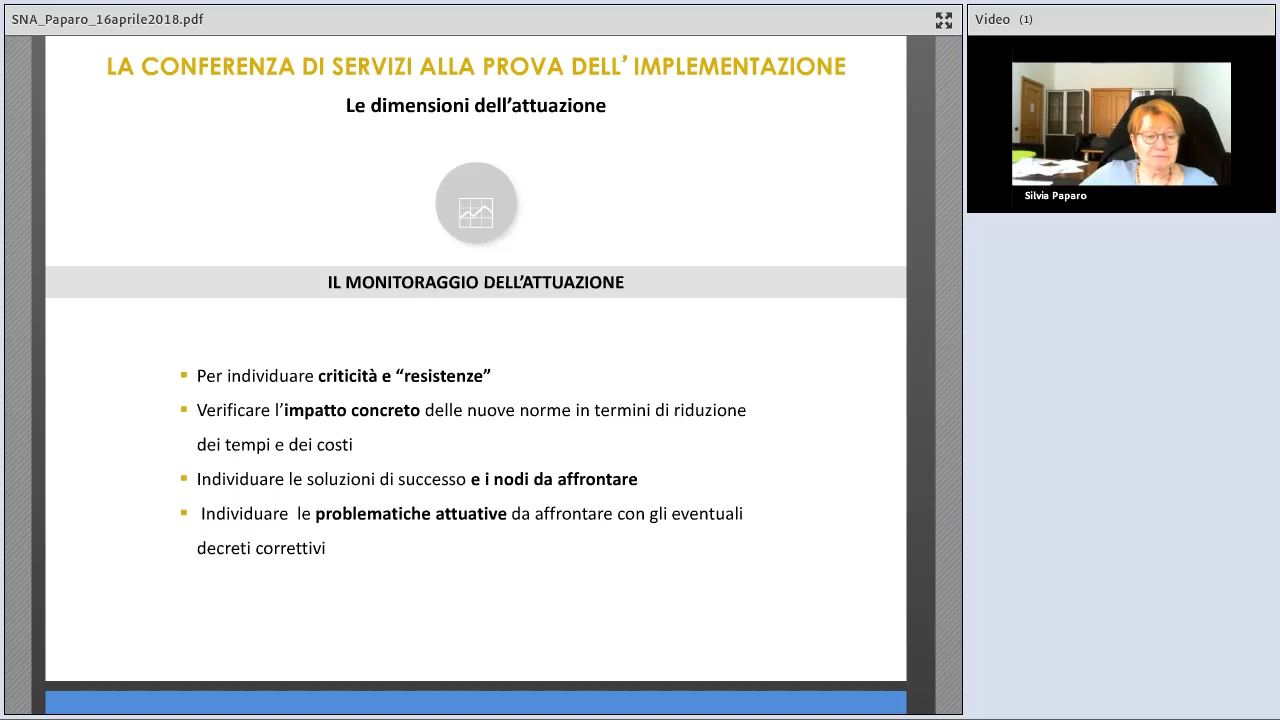 SNA_Paparo_16aprile2018.pdf
Video (1)
LA CONFERENZA DI SERVIZI ALLA PROVA DELL’ IMPLEMENTAZIONE
Le dimensioni dell’attuazione
Silvia Paparo
IL MONITORAGGIO DELL’ATTUAZIONE
Per individuare criticità e “resistenze”
Verificare l’impatto concreto delle nuove norme in termini di riduzione
dei tempi e dei costi
Individuare le soluzioni di successo e i nodi da affrontare
Individuare le problematiche attuative da affrontare con gli eventuali
decreti correttivi